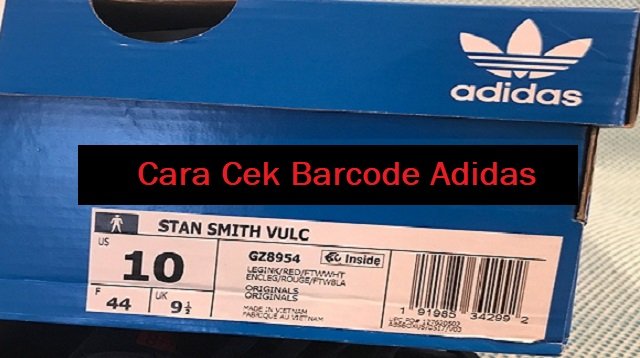 adidas
Cara Cek Barcode Adidas
STAN SMITH VULC
US
10
F
44
UK
9½
GZ8954
Inside
LEGINK/RED/FTWWHT
ENCLEG/ROUGE/FTWBLA
ORIGINALS
ORIGINALS
MADE IN VIETNAM
FABRIQUE AU VIETNAM
1 91985 34299 2